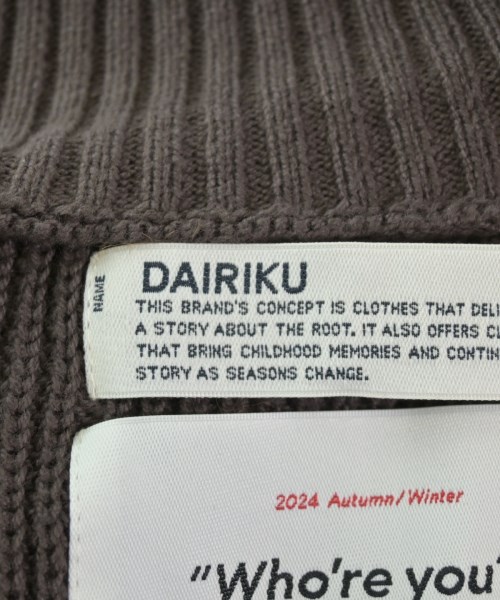 NAME
DAIRIKU
THIS BRAND'S CONCEPT IS CLOTHES THAT DELI
A STORY ABOUT THE ROOT. IT ALSO OFFERS CL
THAT BRING CHILDHOOD MEMORIES AND CONTIN
STORY AS SEASONS CHANGE.
2024 Autumn/Winter
"Who're you?